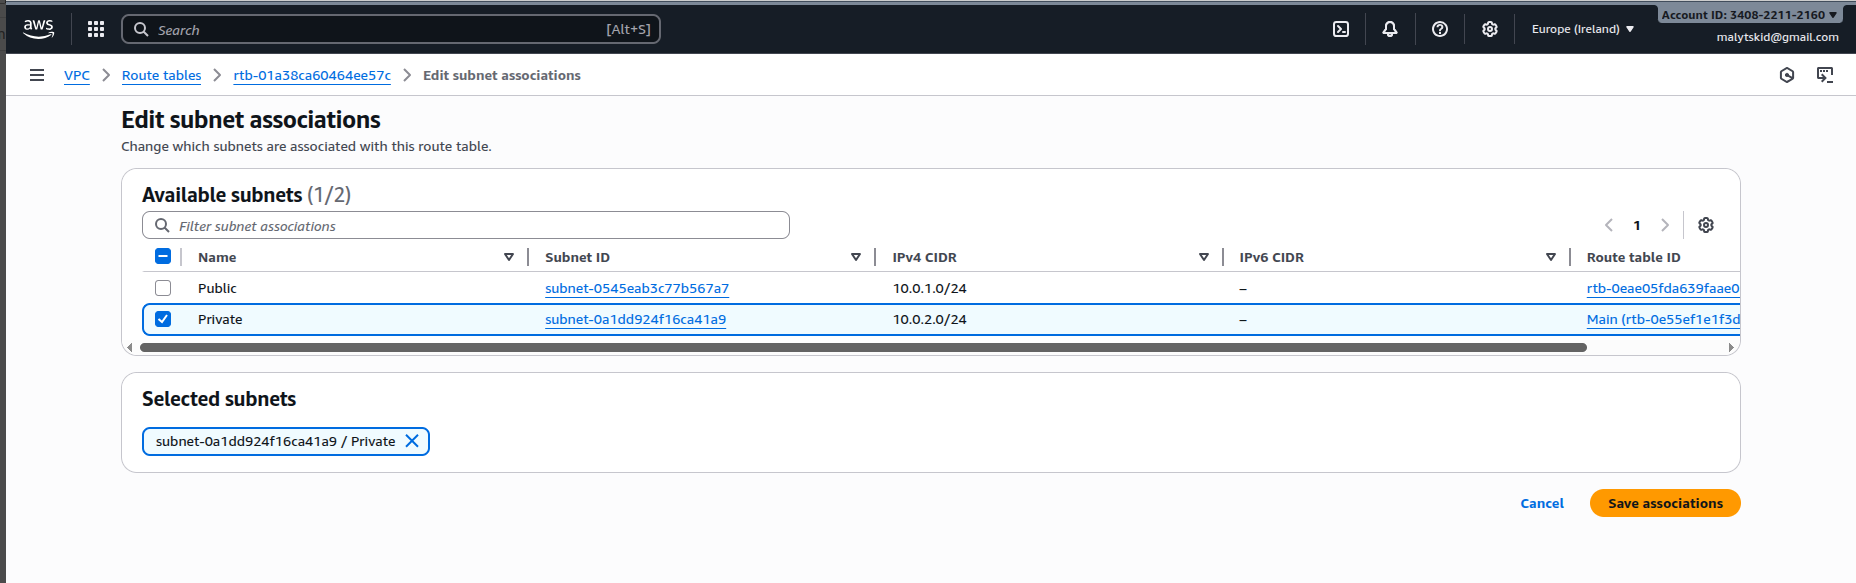 aws
Search
[Alt+S]
Europe (Ireland)
Account ID: 3408-2211-2160
malytskid@gmail.com
VPC
Route tables
rtb-01a38ca60464ee57c
Edit subnet associations
Edit subnet associations
Change which subnets are associated with this route table.
Available subnets (1/2)
Filter subnet associations
1
Name
Subnet ID
IPv4 CIDR
IPv6 CIDR
Route table ID
Public
subnet-0545eab3c77b567a7
10.0.1.0/24
–
rtb-0eae05fda639faae0
Private
subnet-0a1dd924f16ca41a9
10.0.2.0/24
–
Main (rtb-0e55ef1e1f3d
Selected subnets
subnet-0a1dd924f16ca41a9 / Private
Cancel
Save associations